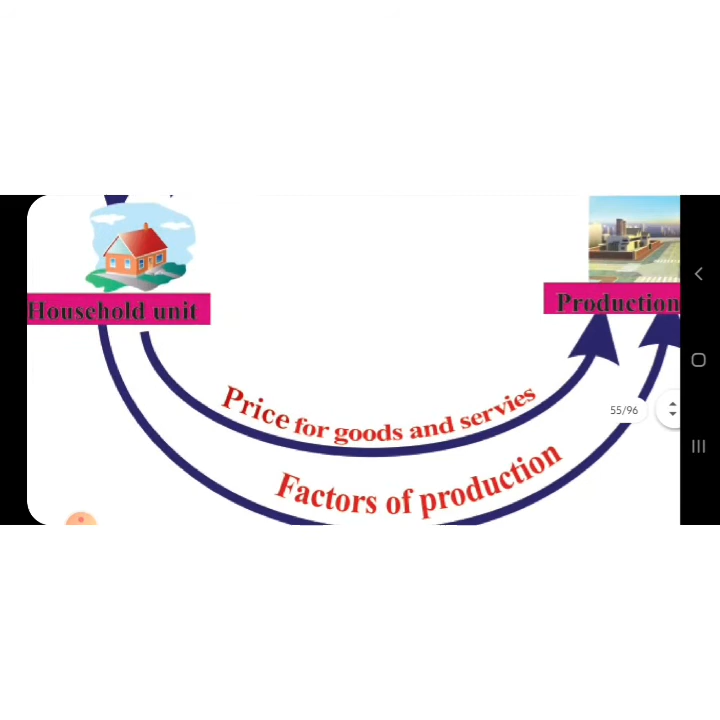 Household unit
Production
Price for goods and servies
Factors of production
55/96